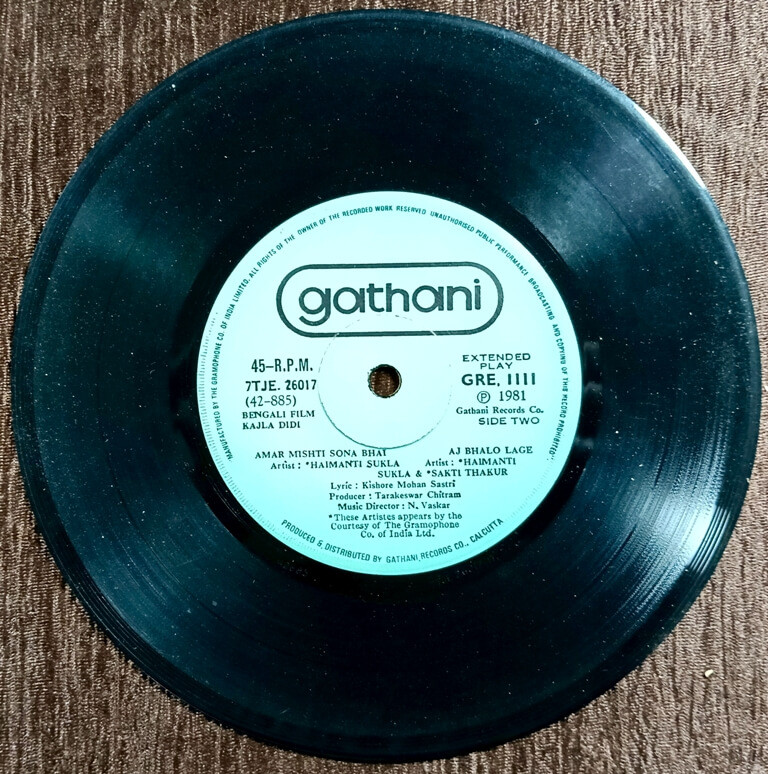 MANUFACTURED BY THE GRAMOPHONE CO. OF INDIA LIMITED. ALL RIGHTS OF THE OWNER OF THE RECORDED WORK RESERVED UNAUTHORISED PUBLIC PERFORMANCE BROADCASTING AND COPYING OF THIS RECORD PROHIBITED
gathani
45–R.P.M.
7TJE. 26017
(42-885)
BENGALI FILM
KAJLA DIDI
EXTENDED
PLAY
GRE, 1111
Ⓟ 1981
Gathani Records Co.
SIDE TWO
AMAR MISHTI SONA BHAI
Artist : *HAIMANTI SUKLA
AJ BHALO LAGE
Artist : *HAIMANTI
SUKLA & *SAKTI THAKUR
Lyric : Kishore Mohan Sastri
Producer : Tarakeswar Chitram
Music Director : N. Vaskar
*These Artistes appears by the
Courtesy of The Gramophone
Co. of India Ltd.
PRODUCED & DISTRIBUTED BY GATHANI RECORDS CO., CALCUTTA